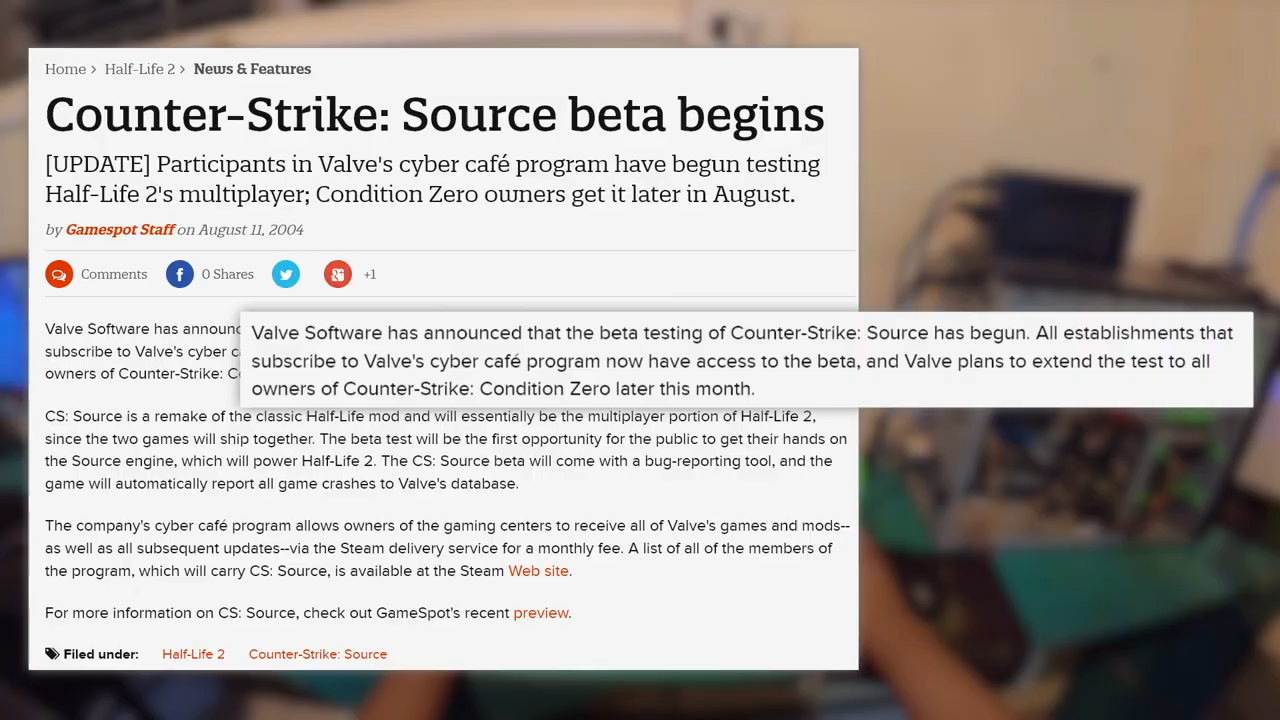 Home > Half-Life 2 > News & Features
Counter-Strike: Source beta begins
[UPDATE] Participants in Valve's cyber café program have begun testing
Half-Life 2's multiplayer; Condition Zero owners get it later in August.
by Gamespot Staff on August 11, 2004
Comments 0 Shares +1
Valve Software has announc
subscribe to Valve's cyber c
owners of Counter-Strike: C
Valve Software has announced that the beta testing of Counter-Strike: Source has begun. All establishments that
subscribe to Valve's cyber café program now have access to the beta, and Valve plans to extend the test to all
owners of Counter-Strike: Condition Zero later this month.
CS: Source is a remake of the classic Half-Life mod and will essentially be the multiplayer portion of Half-Life 2,
since the two games will ship together. The beta test will be the first opportunity for the public to get their hands on
the Source engine, which will power Half-Life 2. The CS: Source beta will come with a bug-reporting tool, and the
game will automatically report all game crashes to Valve's database.
The company's cyber café program allows owners of the gaming centers to receive all of Valve's games and mods--
as well as all subsequent updates--via the Steam delivery service for a monthly fee. A list of all of the members of
the program, which will carry CS: Source, is available at the Steam Web site.
For more information on CS: Source, check out GameSpot's recent preview.
Filed under: Half-Life 2 Counter-Strike: Source